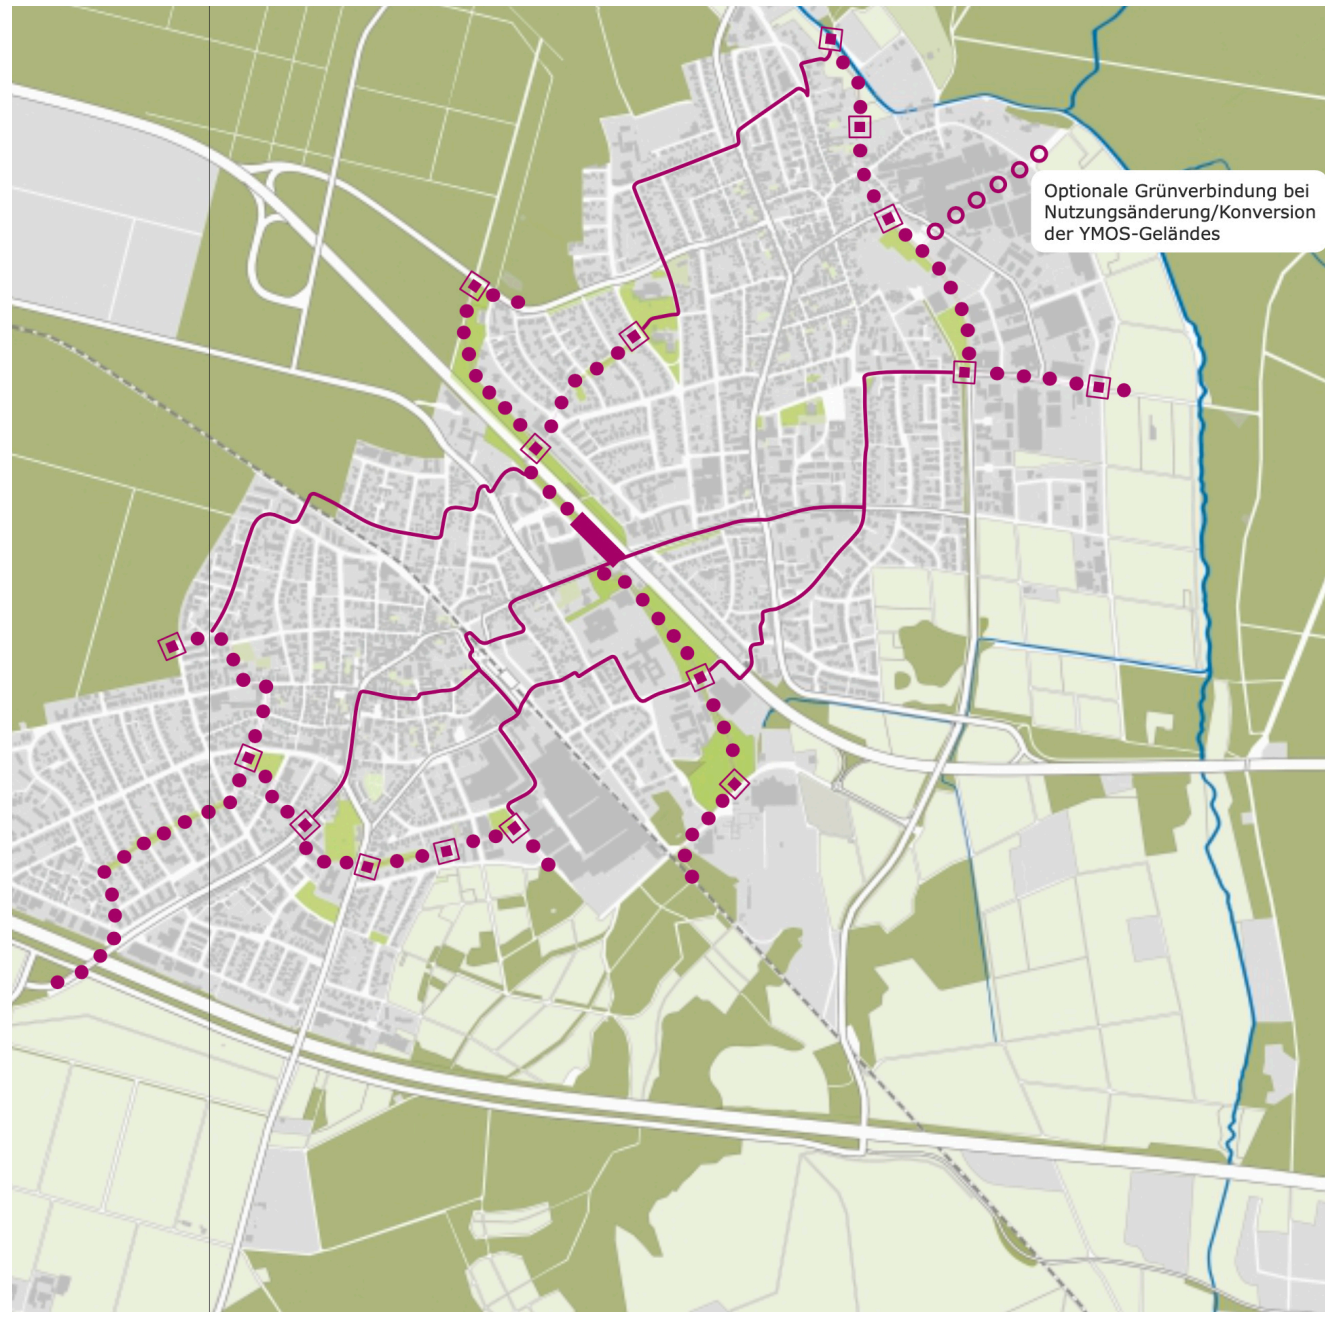 Optionale Grünverbindung bei
Nutzungsänderung/Konversion
der YMOS-Geländes